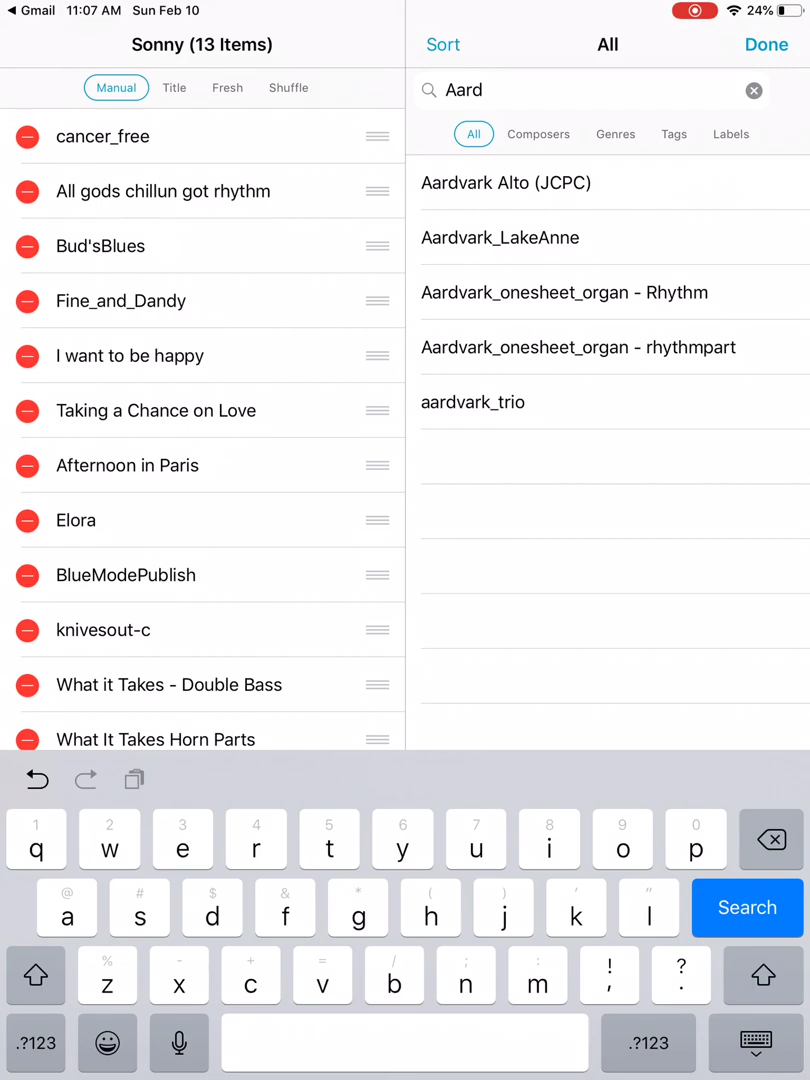 ◀ Gmail 11:07 AM Sun Feb 10 24%
Sonny (13 Items)
Manual Title Fresh Shuffle
cancer_free
All gods chillun got rhythm
Bud'sBlues
Fine_and_Dandy
I want to be happy
Taking a Chance on Love
Afternoon in Paris
Elora
BlueModePublish
knivesout-c
What it Takes - Double Bass
What It Takes Horn Parts
Sort All Done
Aard
All Composers Genres Tags Labels
Aardvark Alto (JCPC)
Aardvark_LakeAnne
Aardvark_onesheet_organ - Rhythm
Aardvark_onesheet_organ - rhythmpart
aardvark_trio
1 2 3 4 5 6 7 8 9 0
q w e r t y u i o p
@ # $ & * ( ) ' "
a s d f g h j k l Search
% - + = / ; : ! ?
z x c v b n m , .
.?123 .?123